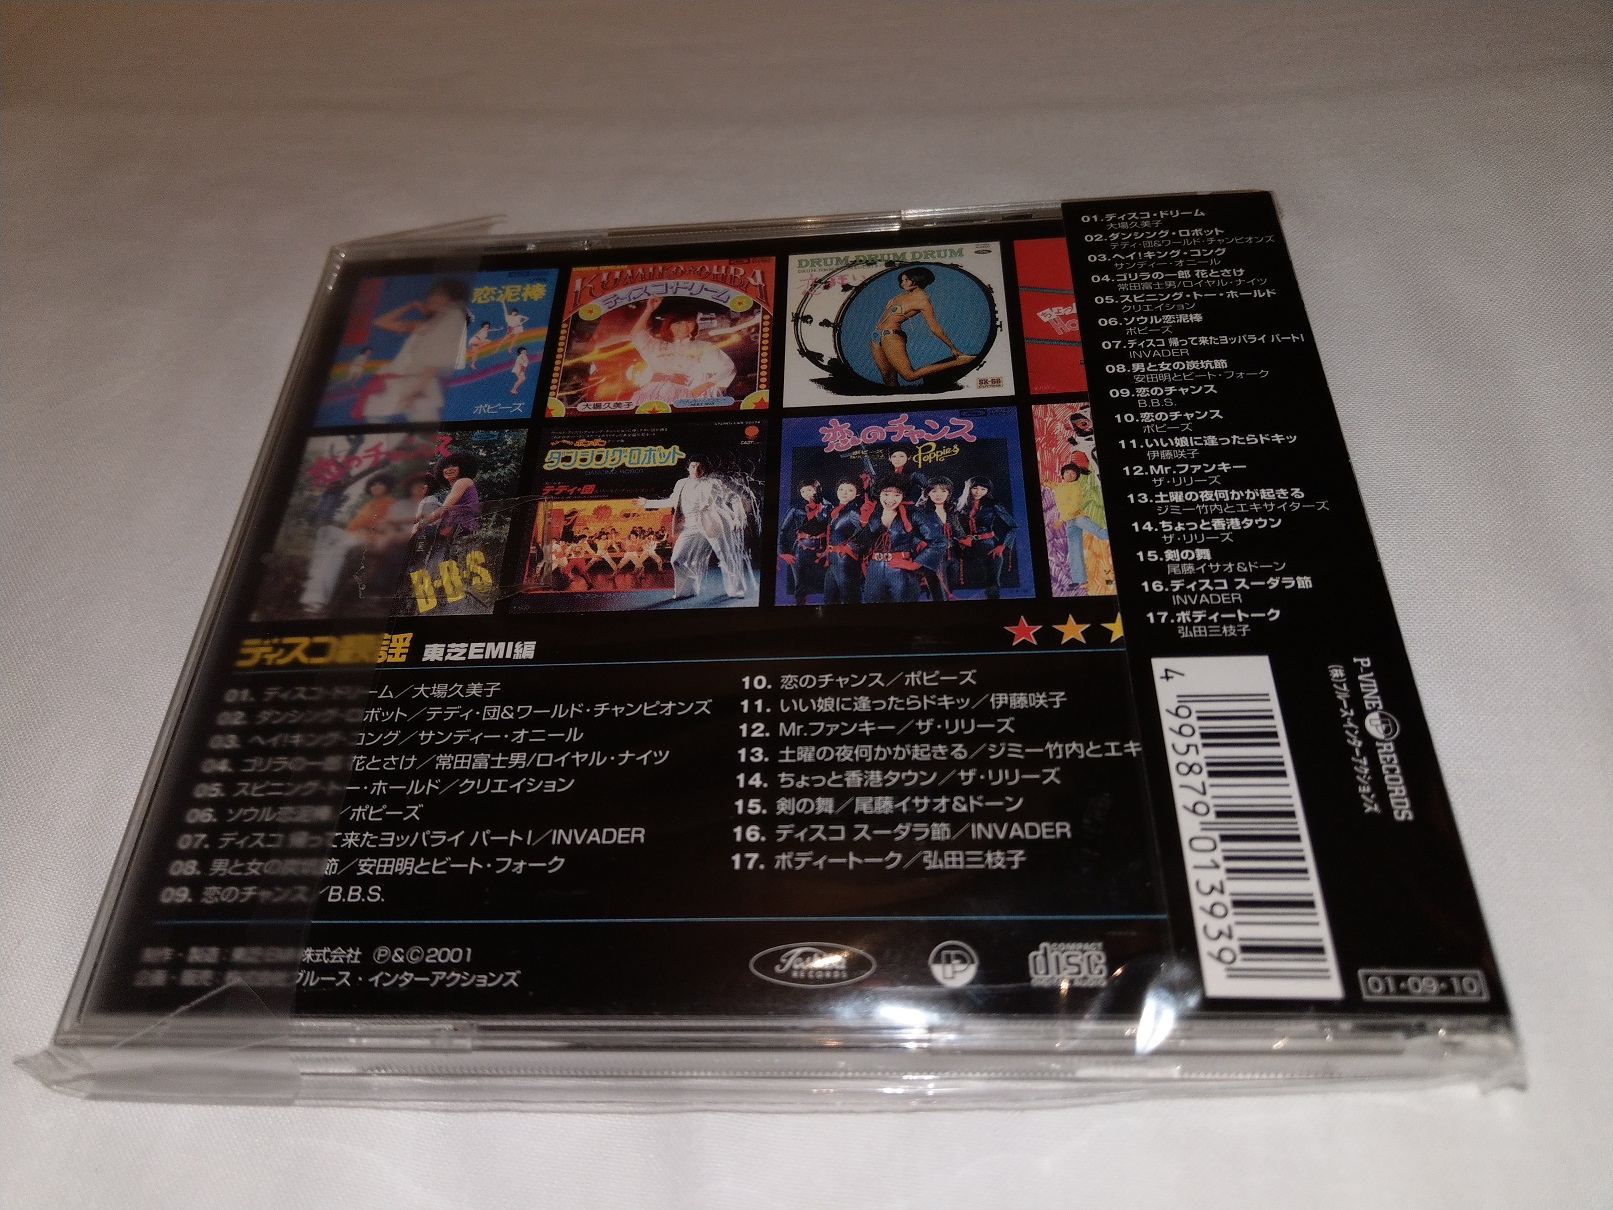 恋泥棒
ポピーズ
KUMIKO OHBA
ディスコ・ドリーム
大場久美子
DRUM DRUM DRUM
恋のチャンス
B・B・S
ダンシング・ロボット
テディ・団
恋のチャンス
Poppies
ディスコ歌謡 東芝EMI編
01. ディスコ・ドリーム／大場久美子
02. ダンシング・ロボット／テディ・団&ワールド・チャンピオンズ
03. ヘイ!キング・コング／サンディー・オニール
04. ゴリラの一郎 花とさけ／常田富士男/ロイヤル・ナイツ
05. スピニング・トー・ホールド／クリエイション
06. ソウル恋泥棒／ポピーズ
07. ディスコ 帰って来たヨッパライ パートI／INVADER
08. 男と女の炭坑節／安田明とビート・フォーク
09. 恋のチャンス／B.B.S.
10. 恋のチャンス／ポピーズ
11. いい娘に逢ったらドキッ／伊藤咲子
12. Mr.ファンキー／ザ・リリーズ
13. 土曜の夜何かが起きる／ジミー竹内とエキ
14. ちょっと香港タウン／ザ・リリーズ
15. 剣の舞／尾藤イサオ&ドーン
16. ディスコ スーダラ節／INVADER
17. ボディートーク／弘田三枝子
制作・製造：東芝EMI株式会社 Ⓟ&Ⓒ2001
ブルース・インターアクションズ
Toshiba
RECORDS
P
COMPACT
disc
DIGITAL AUDIO
01.ディスコ・ドリーム
大場久美子
02.ダンシング・ロボット
テディ・団&ワールド・チャンピオンズ
03.ヘイ!キング・コング
サンディー・オニール
04.ゴリラの一郎 花とさけ
常田富士男/ロイヤル・ナイツ
05.スピニング・トー・ホールド
クリエイション
06.ソウル恋泥棒
ポピーズ
07.ディスコ 帰って来たヨッパライ パートI
INVADER
08.男と女の炭坑節
安田明とビート・フォーク
09.恋のチャンス
B.B.S.
10.恋のチャンス
ポピーズ
11.いい娘に逢ったらドキッ
伊藤咲子
12.Mr.ファンキー
ザ・リリーズ
13.土曜の夜何かが起きる
ジミー竹内とエキサイターズ
14.ちょっと香港タウン
ザ・リリーズ
15.剣の舞
尾藤イサオ&ドーン
16.ディスコ スーダラ節
INVADER
17.ボディートーク
弘田三枝子
4 995879 013939
P-VINE RECORDS
(株)ブルース・インターアクションズ
01・09・10